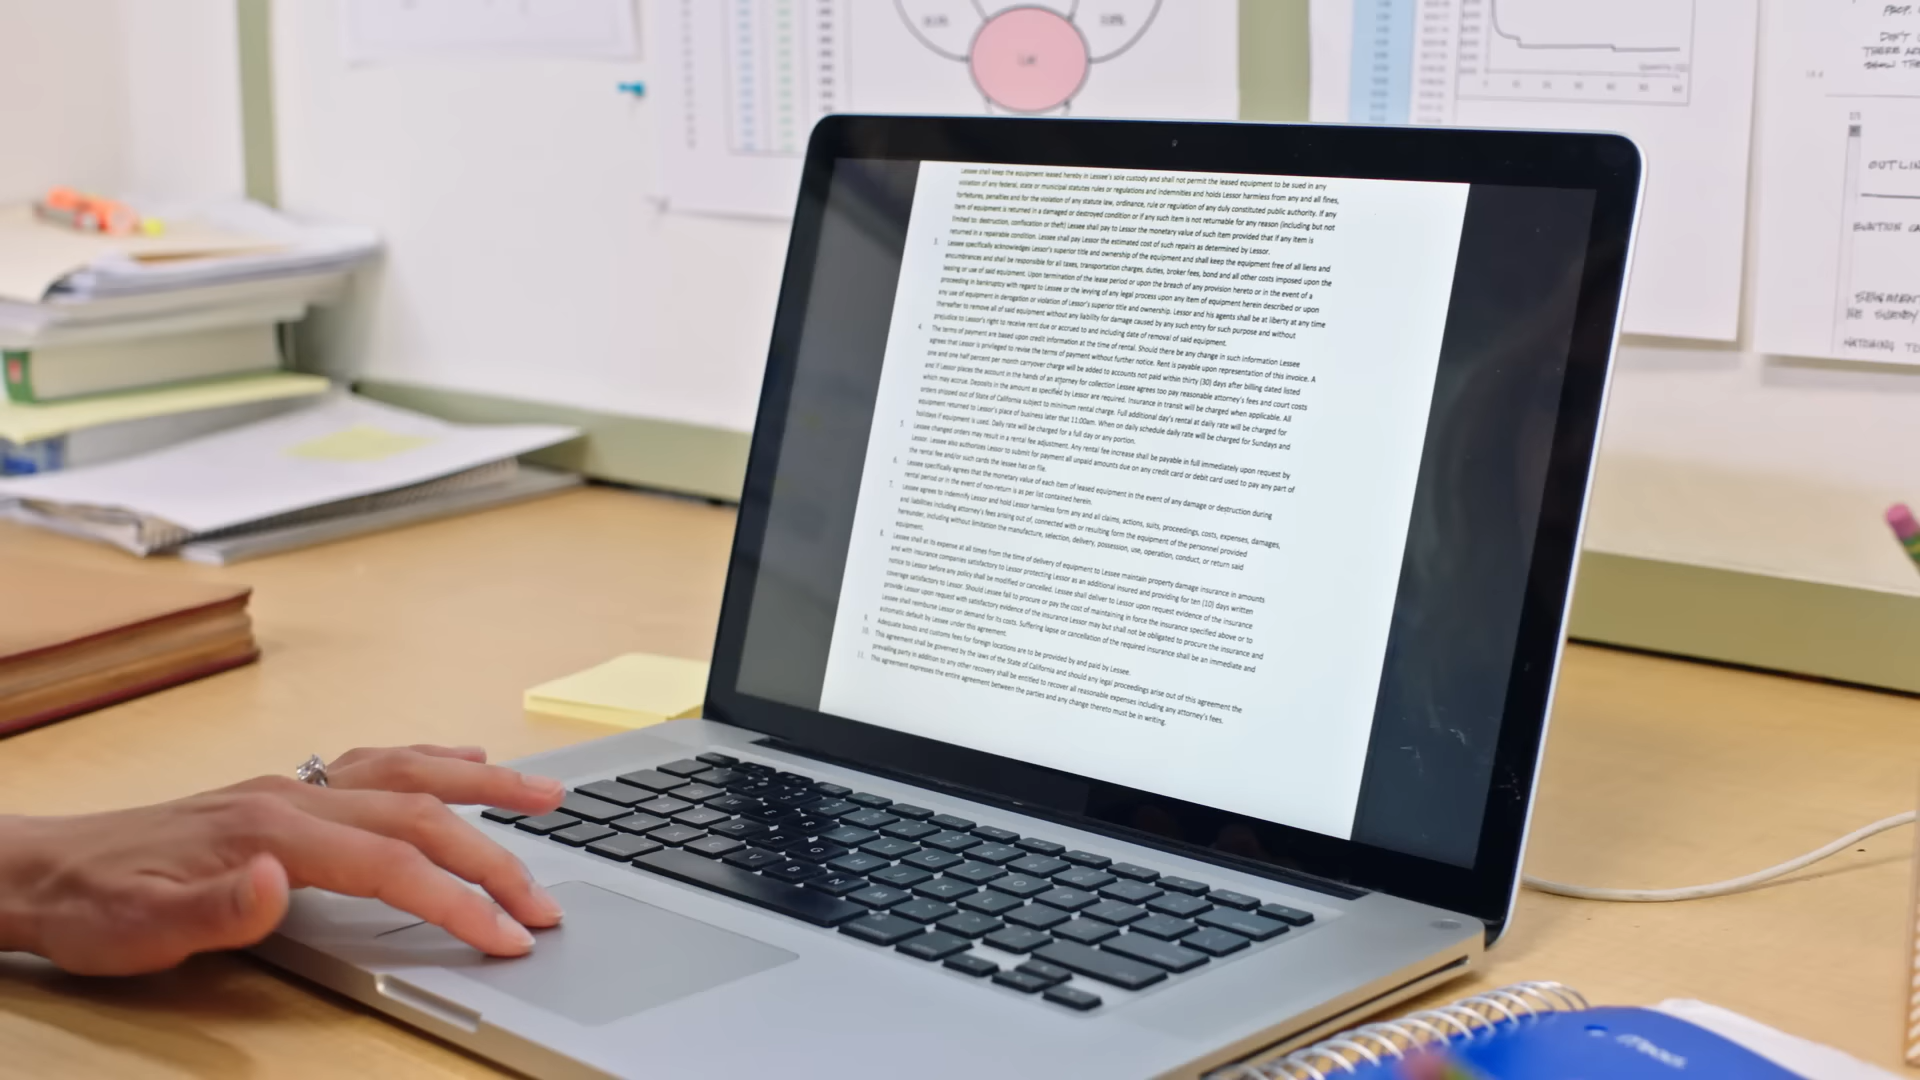 Lessee shall keep the equipment leased hereby in Lessee's sole custody and shall not permit the leased equipment to be sued in any
violation of any federal, state or municipal statutes rules or regulations and indemnities and holds Lessor harmless from any and all fines,
forfeitures, penalties and for the violation of any statute law, ordinance, rule or regulation of any duly constituted public authority. If any
item of equipment is returned in a damaged or destroyed condition or if any such item is not returnable for any reason (including but not
limited to: destruction, confiscation or theft) Lessee shall pay to Lessor the monetary value of such item provided that if any item is
returned in a repairable condition. Lessee shall pay Lessor the estimated cost of such repairs as determined by Lessor.
3. Lessee specifically acknowledges Lessor's superior title and ownership of the equipment and shall keep the equipment free of all liens and
encumbrances and shall be responsible for all taxes, transportation charges, duties, broker fees, bond and all other costs imposed upon the
leasing or use of said equipment. Upon termination of the lease period or upon the breach of any provision hereto or in the event of a
proceeding in bankruptcy with regard to Lessee or the levying of any legal process upon any item of equipment herein described or upon
any use of equipment in derogation or violation of Lessor's superior title and ownership. Lessor and his agents shall be at liberty at any time
thereafter to remove all of said equipment without any liability for damage caused by any such entry for such purpose and without
prejudice to Lessor's right to receive rent due or accrued to and including date of removal of said equipment.
4. The terms of payment are based upon credit information at the time of rental. Should there be any change in such information Lessee
agrees that Lessor is privileged to revise the terms of payment without further notice. Rent is payable upon representation of this invoice. A
one and one half percent per month carryover charge will be added to accounts not paid within thirty (30) days after billing dated listed
and if Lessor places the account in the hands of an attorney for collection Lessee agrees too pay reasonable attorney's fees and court costs
which may accrue. Deposits in the amount as specified by Lessor are required. Insurance in transit will be charged when applicable. All
orders shipped out of State of California subject to minimum rental charge. Full additional day's rental at daily rate will be charged for
equipment returned to Lessor's place of business later that 11:00am. When on daily schedule daily rate will be charged for Sundays and
holidays if equipment is used. Daily rate will be charged for a full day or any portion.
5. Lessee changed orders may result in a rental fee adjustment. Any rental fee increase shall be payable in full immediately upon request by
Lessor. Lessee also authorizes Lessor to submit for payment all unpaid amounts due on any credit card or debit card used to pay any part of
the rental fee and/or such cards the lessee has on file.
6. Lessee specifically agrees that the monetary value of each item of leased equipment in the event of any damage or destruction during
rental period or in the event of non-return is as per list contained herein.
7. Lessee agrees to indemnify Lessor and hold Lessor harmless form any and all claims, actions, suits, proceedings, costs, expenses, damages,
and liabilities including attorney's fees arising out of, connected with or resulting form the equipment of the personnel provided
hereunder, including without limitation the manufacture, selection, delivery, possession, use, operation, conduct, or return said
equipment.
8. Lessee shall at its expense at all times from the time of delivery of equipment to Lessee maintain property damage insurance in amounts
and with insurance companies satisfactory to Lessor protecting Lessor as an additional insured and providing for ten (10) days written
notice to Lessor before any policy shall be modified or cancelled. Lessee shall deliver to Lessor upon request evidence of the insurance
coverage satisfactory to Lessor. Should Lessee fail to procure or pay the cost of maintaining in force the insurance specified above or to
provide Lessor upon request with satisfactory evidence of the insurance Lessor may but shall not be obligated to procure the insurance and
Lessee shall reimburse Lessor on demand for its costs. Suffering lapse or cancellation of the required insurance shall be an immediate and
automatic default by Lessee under this agreement.
9. Adequate bonds and customs fees for foreign locations are to be provided by and paid by Lessee.
10. This agreement shall be governed by the laws of the State of California and should any legal proceedings arise out of this agreement the
prevailing party in addition to any other recovery shall be entitled to recover all reasonable expenses including any attorney's fees.
11. This agreement expresses the entire agreement between the parties and any change thereto must be in writing.